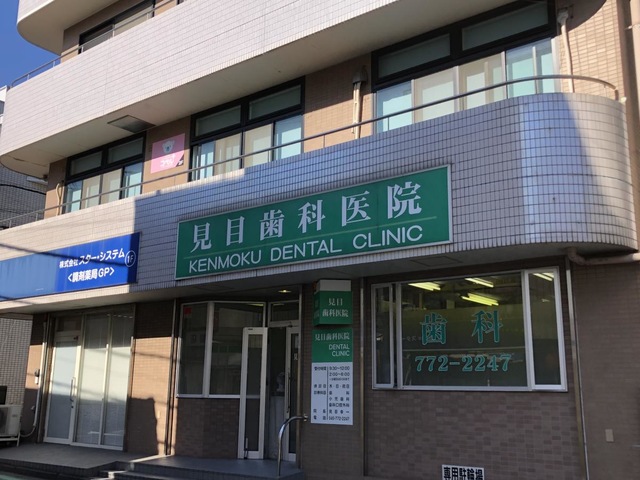 見目歯科医院
KENMOKU DENTAL CLINIC
株式会社 スター・システム
1F
<調剤薬局GP>
見目
歯科医院
見目歯科医院
DENTAL
CLINIC
歯科
772-2247
専用駐輪場